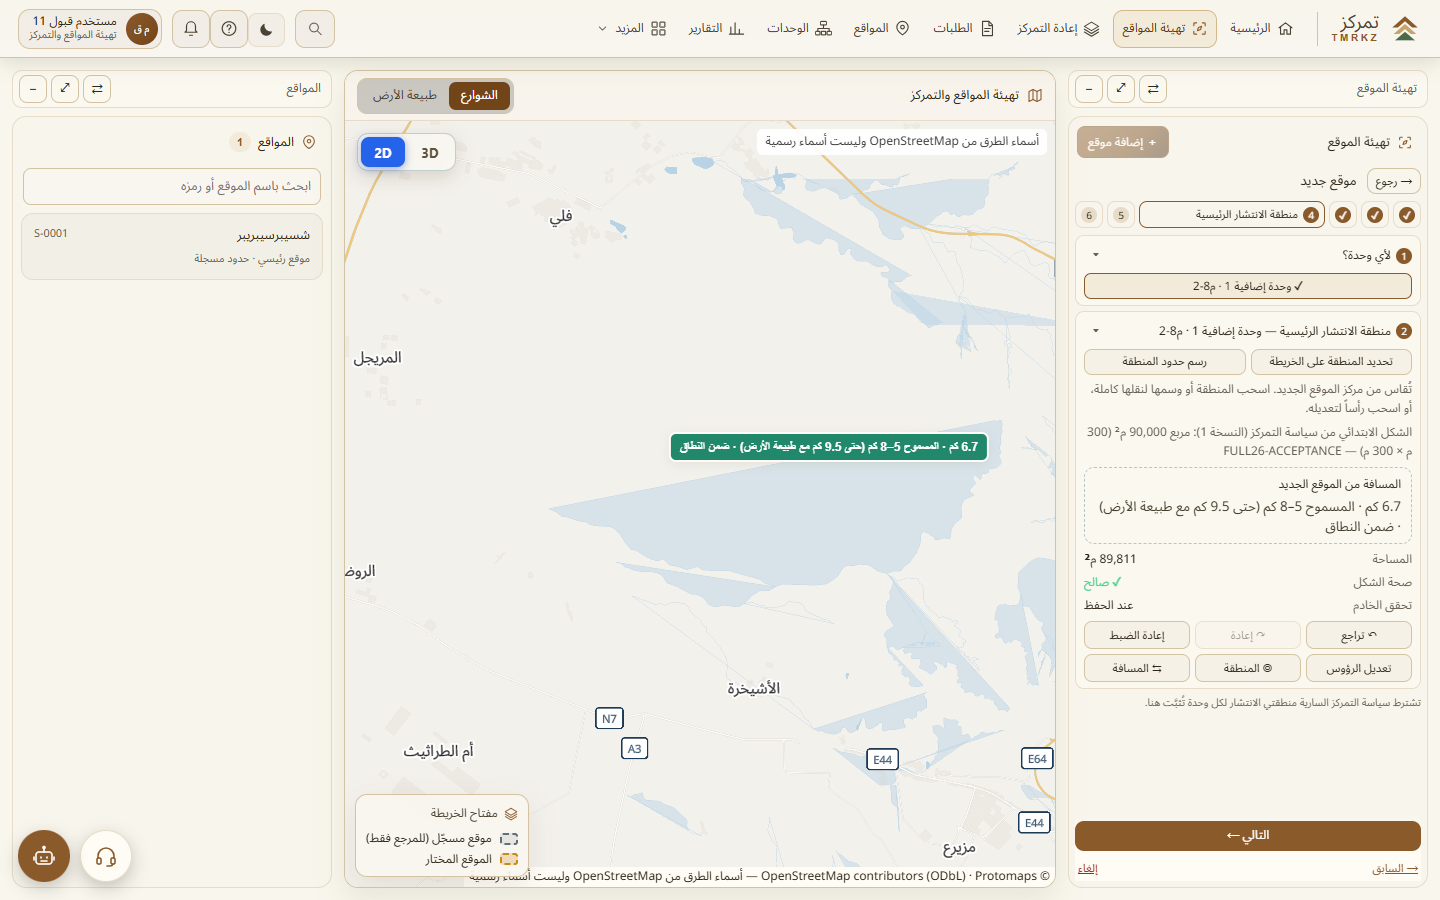 تمركز
TMRKZ
الرئيسية
تهيئة المواقع
إعادة التمركز
الطلبات
المواقع
الوحدات
التقارير
المزيد
م ق
مستخدم قبول 11
تهيئة المواقع والتمركز
تهيئة الموقع
تهيئة الموقع
+ إضافة موقع
→ رجوع
موقع جديد
4 منطقة الانتشار الرئيسية
5
6
1 لأي وحدة؟
✓ وحدة إضافية 1 · م8-2
2 منطقة الانتشار الرئيسية — وحدة إضافية 1 · م8-2
تحديد المنطقة على الخريطة
رسم حدود المنطقة
تُقاس من مركز الموقع الجديد. اسحب المنطقة أو وسمها لنقلها كاملة،
أو اسحب رأساً لتعديله.
الشكل الابتدائي من سياسة التمركز (النسخة 1): مربع 90,000 م² (300
م × 300 م) — FULL26-ACCEPTANCE
المسافة من الموقع الجديد
6.7 كم · المسموح 5–8 كم (حتى 9.5 كم مع طبيعة الأرض)
· ضمن النطاق
المساحة
89,811 م²
صحة الشكل
✓ صالح
تحقق الخادم
عند الحفظ
↶ تراجع
↷ إعادة
إعادة الضبط
تعديل الرؤوس
◎ المنطقة
⇆ المسافة
تشترط سياسة التمركز السارية منطقتي الانتشار لكل وحدة تُثبَّت هنا.
التالي ←
→ السابق
إلغاء
تهيئة المواقع والتمركز
الشوارع
طبيعة الأرض
أسماء الطرق من OpenStreetMap وليست أسماء رسمية
2D
3D
فلي
المريجل
6.7 كم · المسموح 5–8 كم (حتى 9.5 كم مع طبيعة الأرض) · ضمن النطاق
الروض
الأشيخرة
N7
A3
أم الطراثيث
E44
E64
E44
مزيرع
مفتاح الخريطة
موقع مسجّل (للمرجع فقط)
الموقع المختار
© OpenStreetMap contributors (ODbL) · Protomaps — أسماء الطرق من OpenStreetMap وليست أسماء رسمية
المواقع
المواقع
1
ابحث باسم الموقع أو رمزه
شسيبرسيبريبر
S-0001
موقع رئيسي · حدود مسجلة